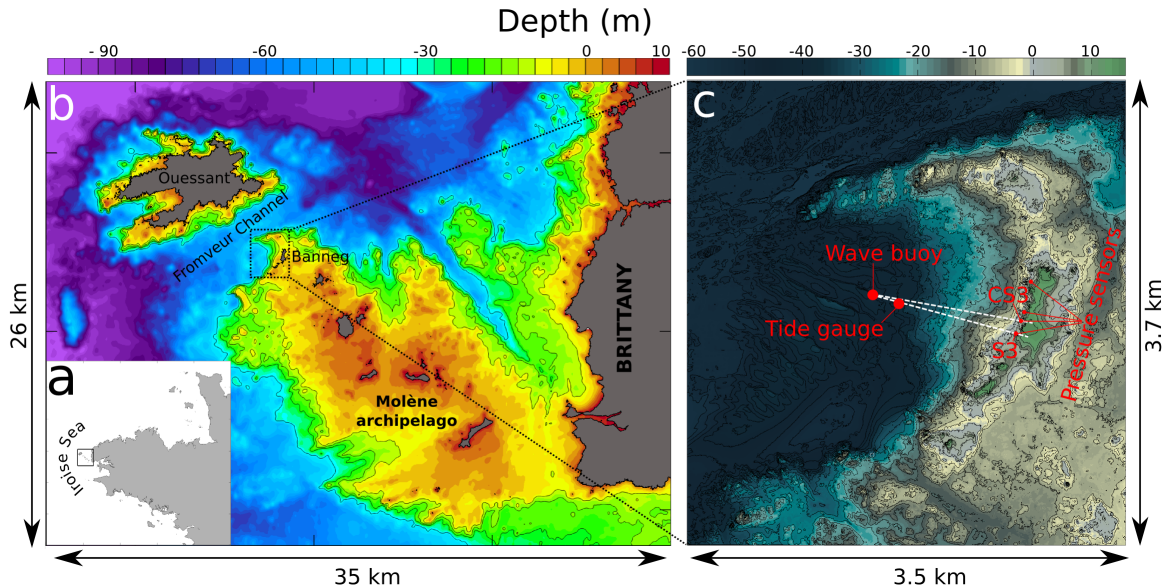 Depth (m)
- 90
-60
-30
0
10
-60
-50
-40
-30
-20
-10
0
10
b
c
Ouessant
Fromveur Channel
Banneg
BRITTANY
Molène
archipelago
26 km
a
Iroise Sea
35 km
Wave buoy
Tide gauge
CS3
Pressure sensors
3.7 km
3.5 km